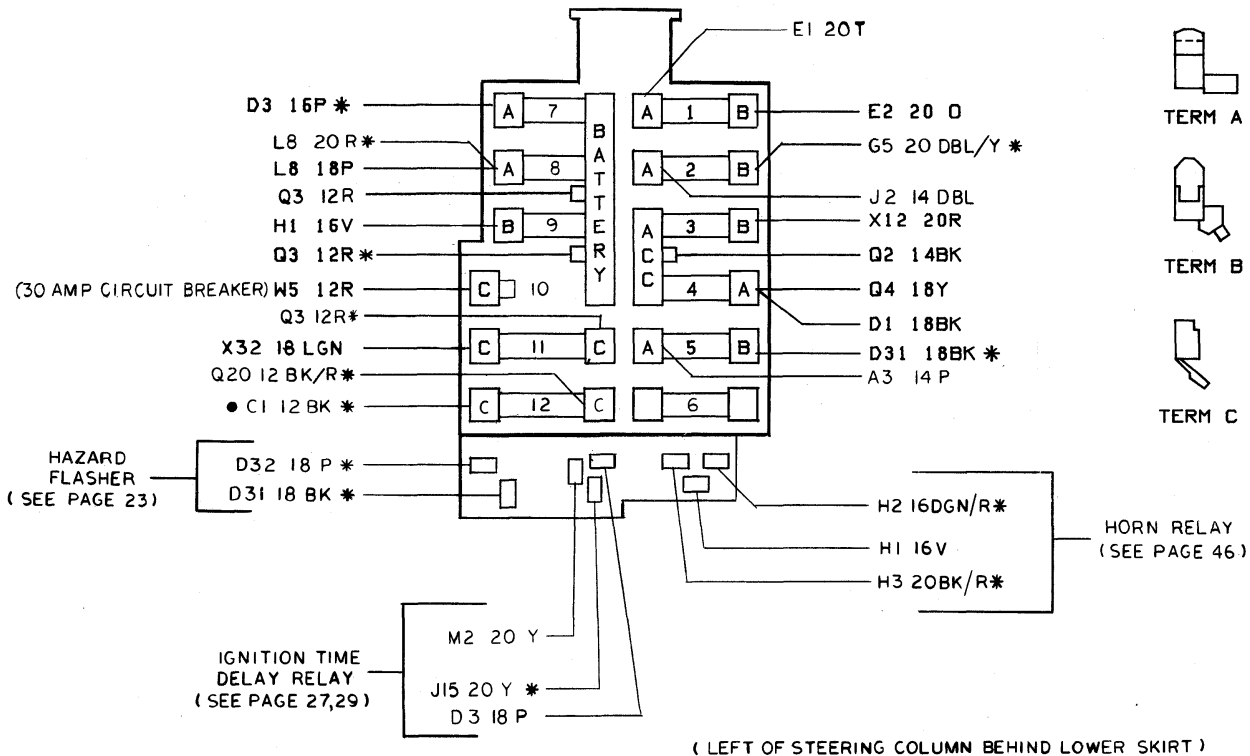 E1 20T
D3 16P *
L8 20 R*
L8 18P
Q3 12R
H1 16V
Q3 12R *
(30 AMP CIRCUIT BREAKER) W5 12R
Q3 12R*
X32 18 LGN
Q20 12 BK/R*
● C1 12 BK *
A 7
A 8
B 9
C 10
C 11 C
C 12 C
BATTERY
A 1 B
A 2 B
3 B
4 A
A 5 B
6
ACC
E2 20 O
G5 20 DBL/Y *
J2 14 DBL
X12 20R
Q2 14BK
Q4 18Y
D1 18BK
D31 18BK *
A3 14 P
TERM A
TERM B
TERM C
HAZARD
FLASHER
(SEE PAGE 23)
D32 18 P *
D31 18 BK *
H2 16DGN/R*
H1 16V
H3 20BK/R*
HORN RELAY
(SEE PAGE 46)
IGNITION TIME
DELAY RELAY
(SEE PAGE 27,29)
M2 20 Y
J15 20 Y *
D3 18 P
(LEFT OF STEERING COLUMN BEHIND LOWER SKIRT)